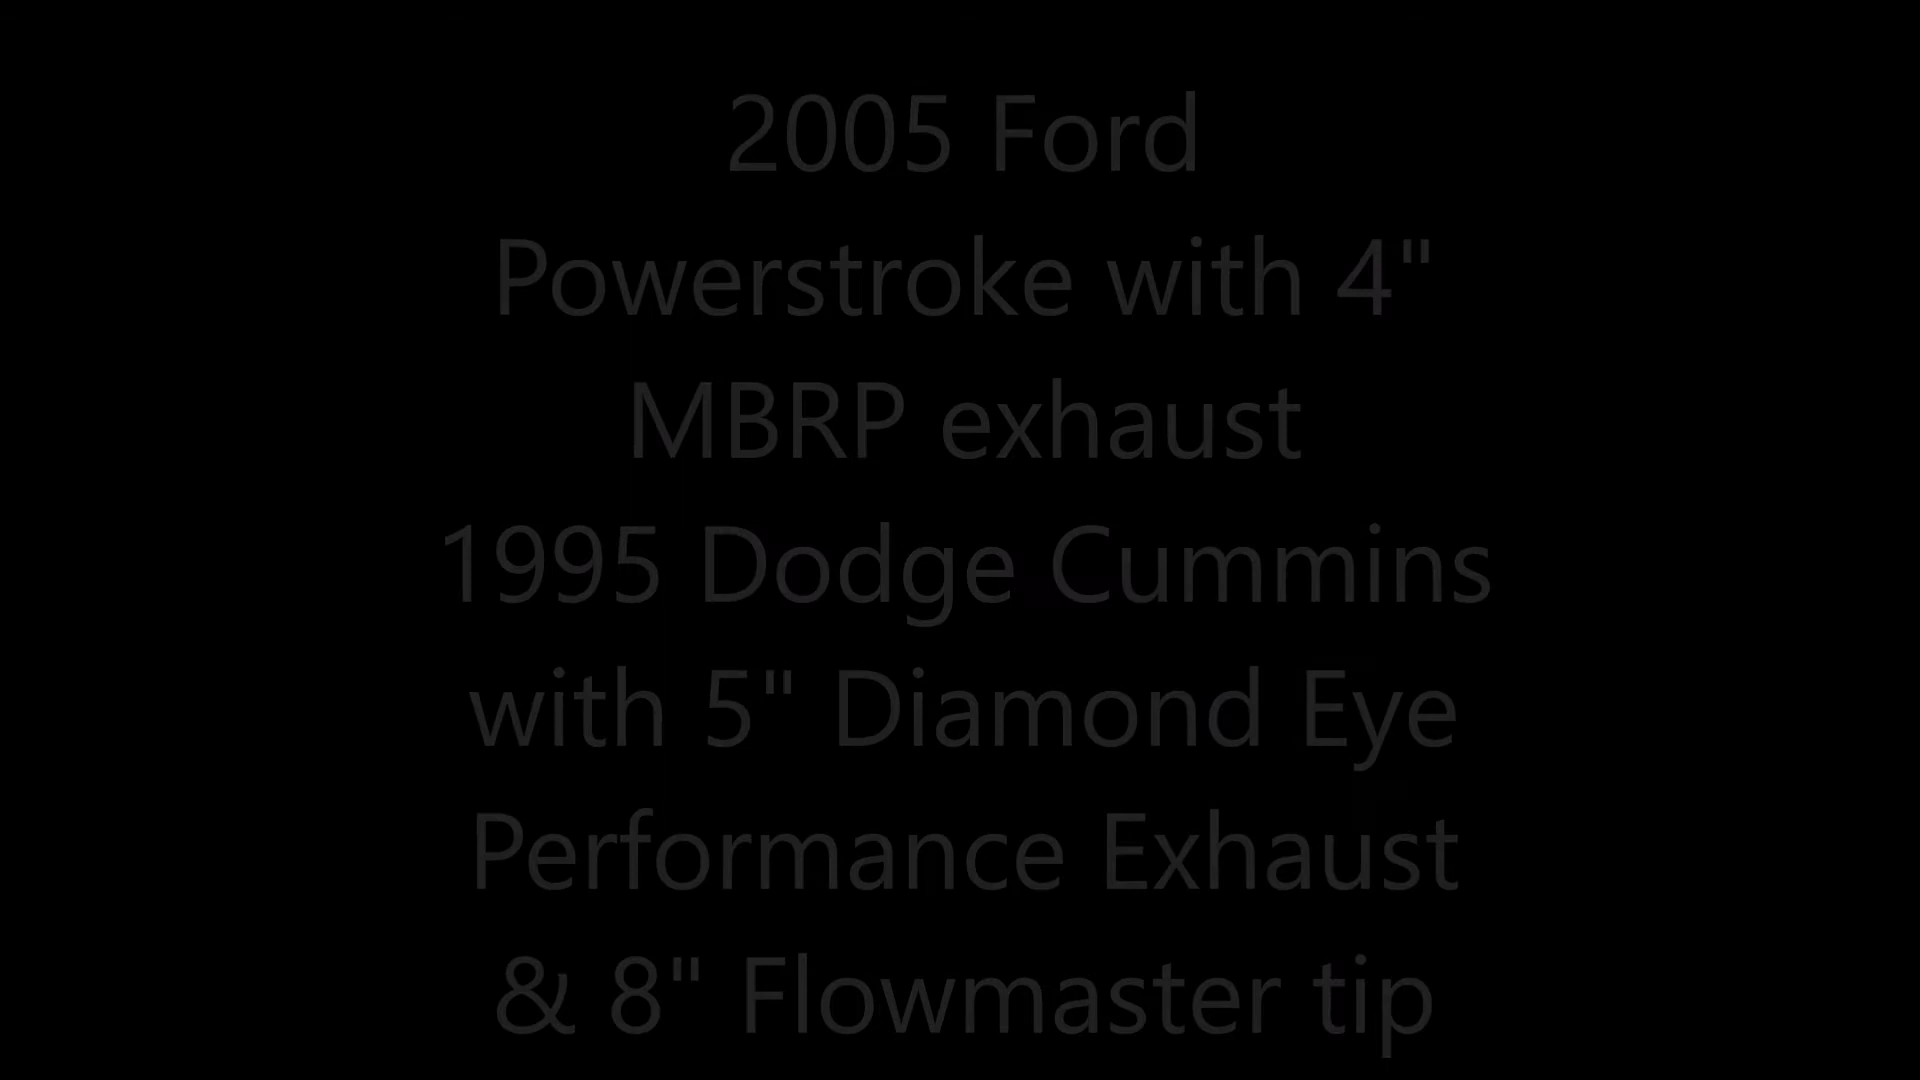 2005 Ford
Powerstroke with 4"
MBRP exhaust
1995 Dodge Cummins
with 5" Diamond Eye
Performance Exhaust
& 8" Flowmaster tip